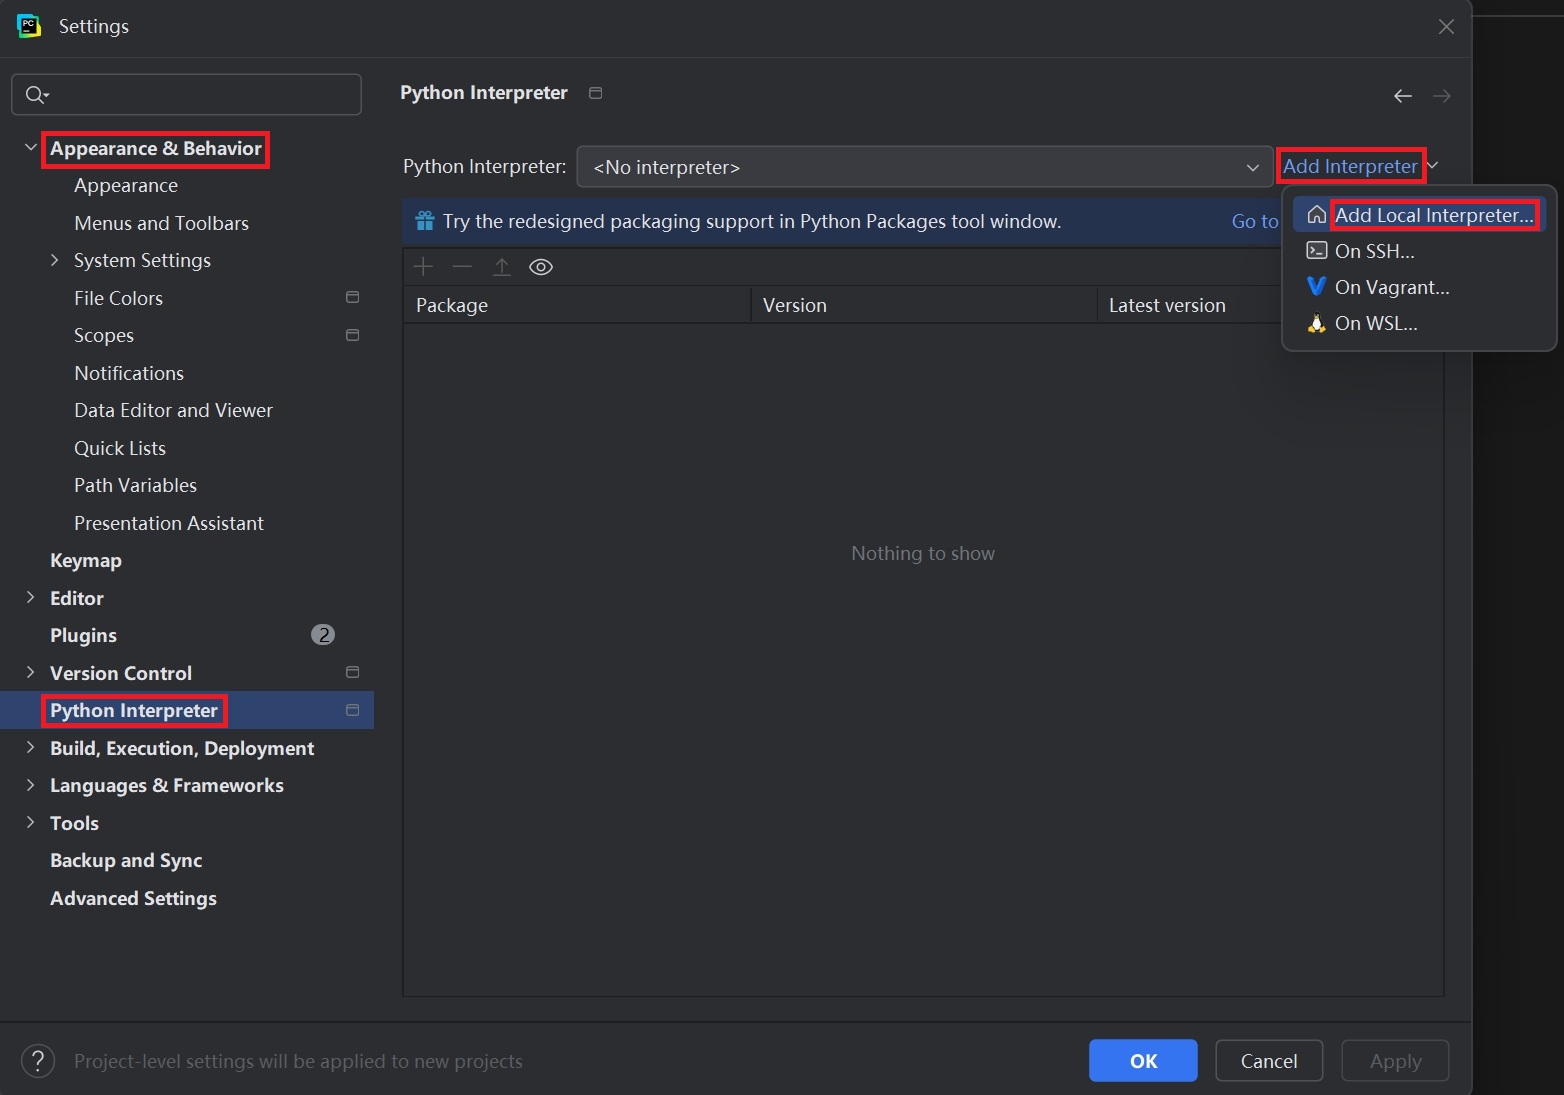 Settings
Appearance & Behavior
Appearance
Menus and Toolbars
System Settings
File Colors
Scopes
Notifications
Data Editor and Viewer
Quick Lists
Path Variables
Presentation Assistant
Keymap
Editor
Plugins 2
Version Control
Python Interpreter
Build, Execution, Deployment
Languages & Frameworks
Tools
Backup and Sync
Advanced Settings
Python Interpreter
Python Interpreter: <No interpreter> Add Interpreter
Try the redesigned packaging support in Python Packages tool window. Go to
Package Version Latest version
Nothing to show
Add Local Interpreter...
On SSH...
On Vagrant...
On WSL...
? Project-level settings will be applied to new projects
OK Cancel Apply